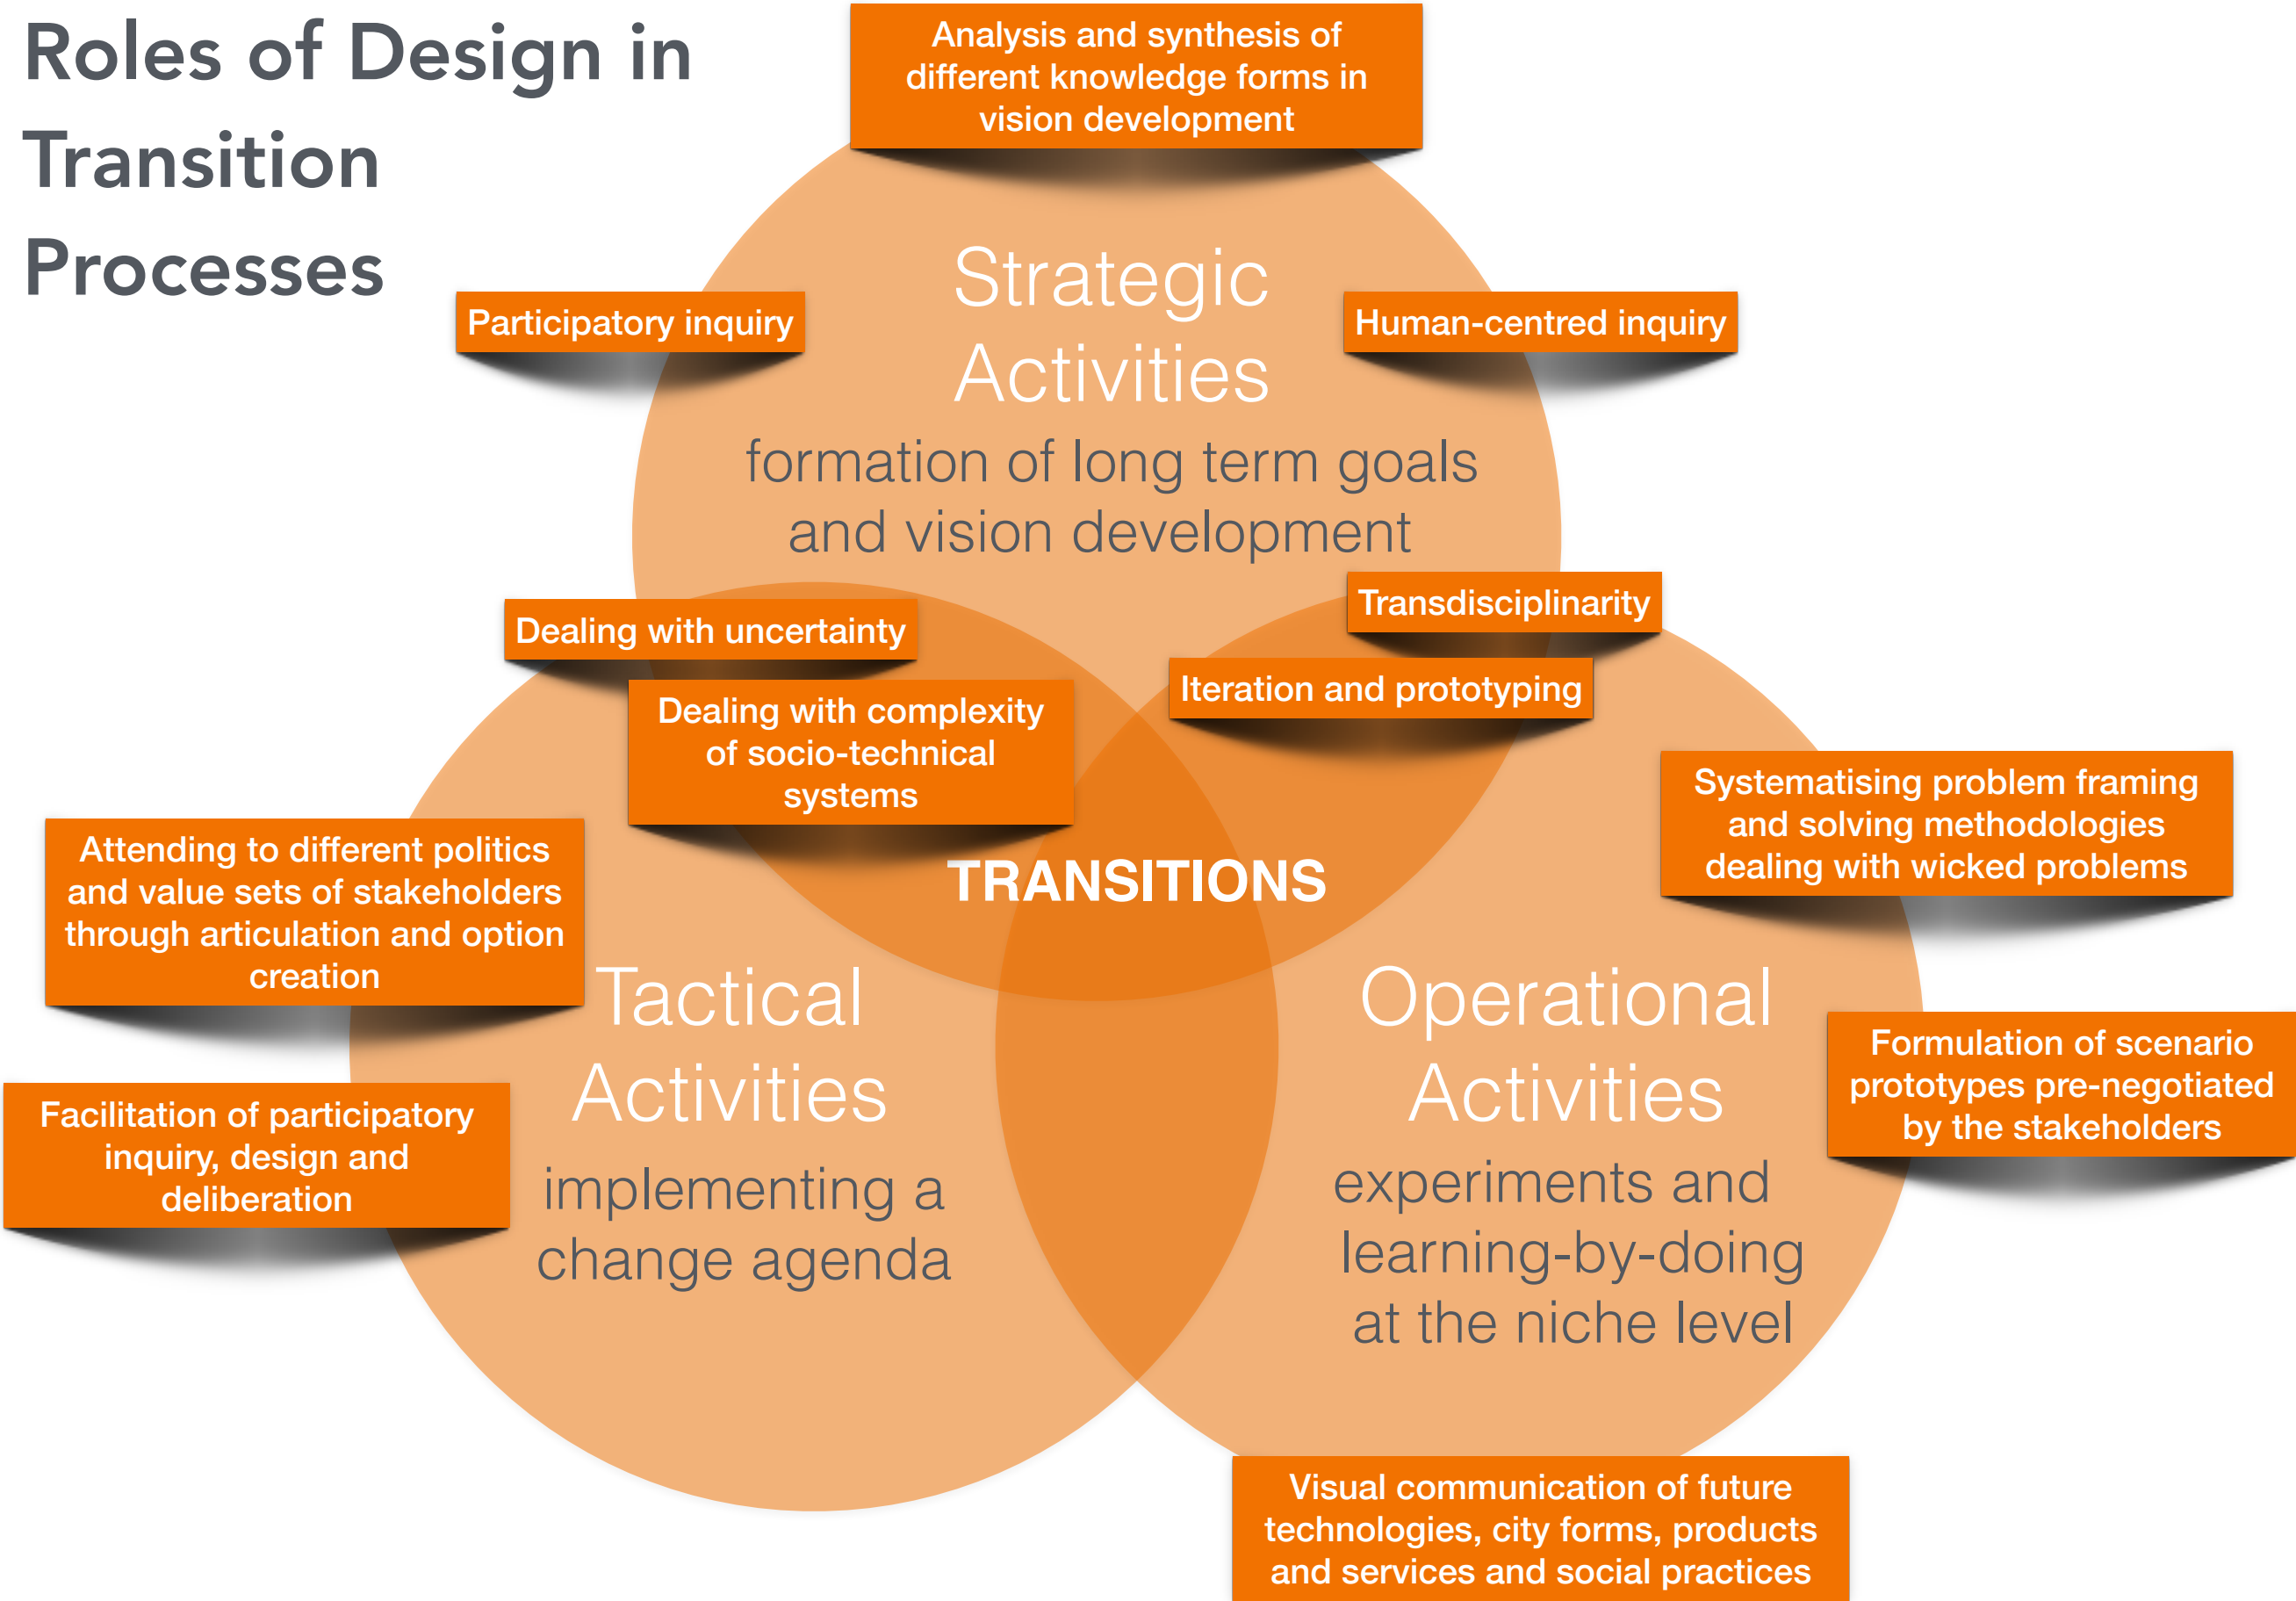 Roles of Design in
Transition
Processes
Analysis and synthesis of
different knowledge forms in
vision development
Strategic
Activities
formation of long term goals
and vision development
Participatory inquiry
Human-centred inquiry
Dealing with uncertainty
Dealing with complexity
of socio-technical
systems
Transdisciplinarity
Iteration and prototyping
TRANSITIONS
Attending to different politics
and value sets of stakeholders
through articulation and option
creation
Facilitation of participatory
inquiry, design and
deliberation
Tactical
Activities
implementing a
change agenda
Systematising problem framing
and solving methodologies
dealing with wicked problems
Operational
Activities
experiments and
learning-by-doing
at the niche level
Formulation of scenario
prototypes pre-negotiated
by the stakeholders
Visual communication of future
technologies, city forms, products
and services and social practices